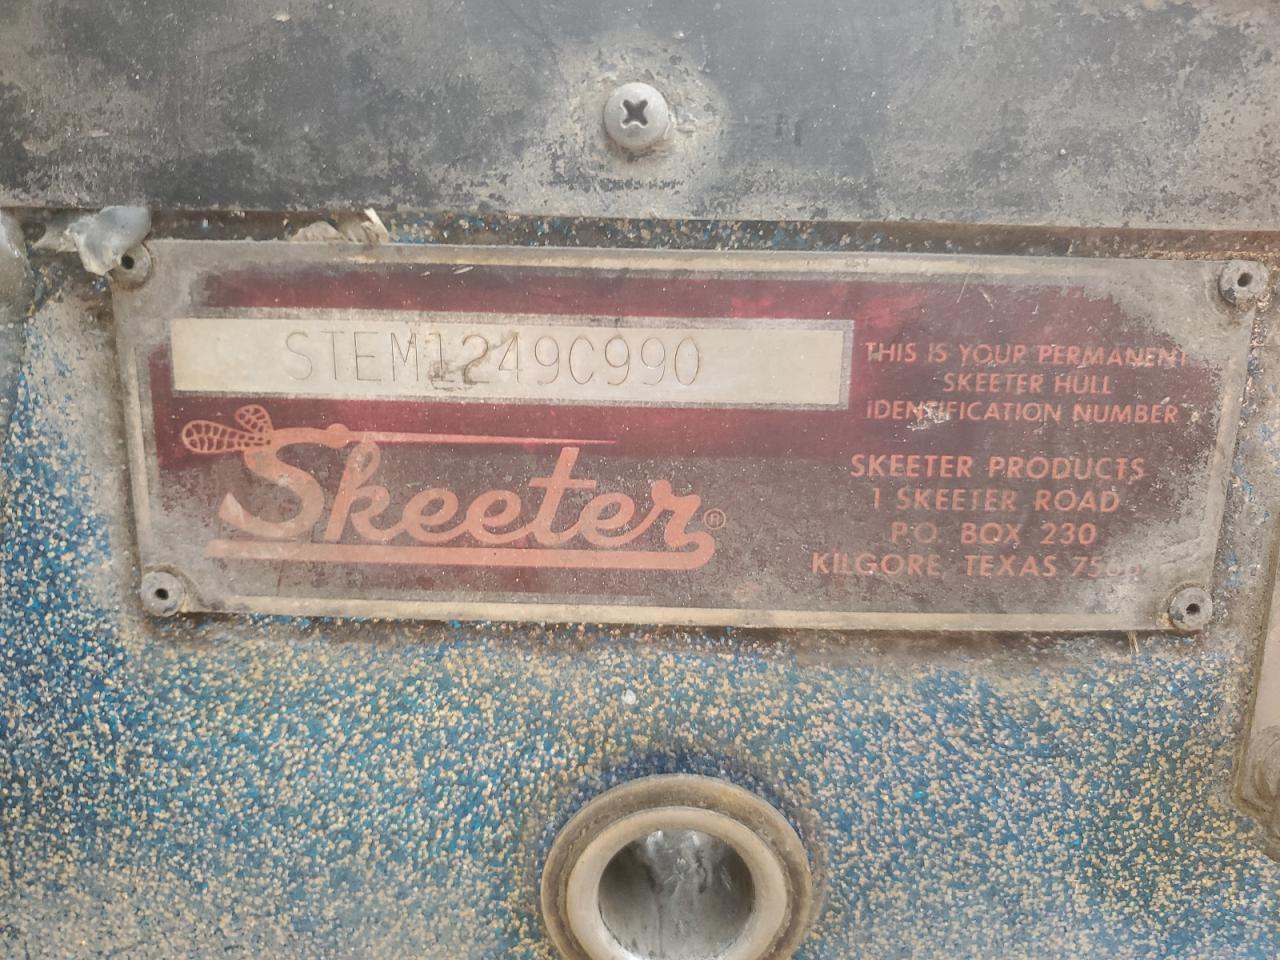 STEM1249C990
THIS IS YOUR PERMANENT
SKEETER HULL
IDENTIFICATION NUMBER
Skeeter®
SKEETER PRODUCTS
1 SKEETER ROAD
P.O. BOX 230
KILGORE, TEXAS